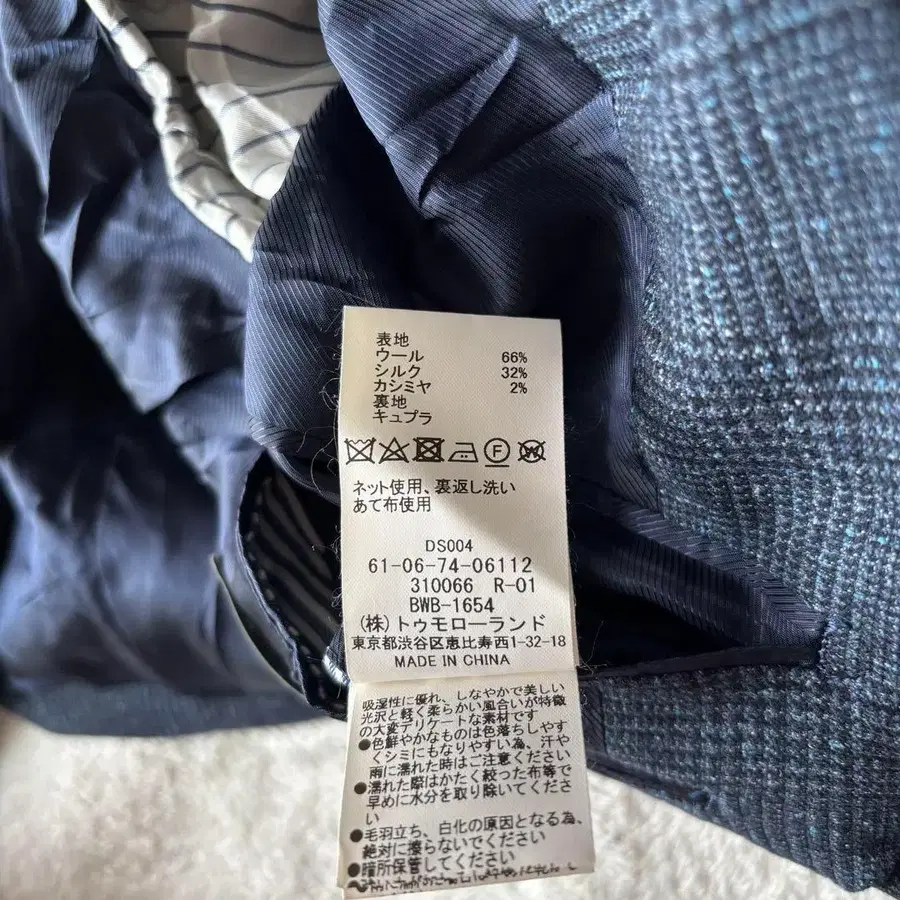 表地
ウール 66%
シルク 32%
カシミヤ 2%
裏地
キュプラ
F
W
ネット使用、裏返し洗い
あて布使用
DS004
61-06-74-06112
310066 R-01
BWB-1654
(株)トゥモローランド
東京都渋谷区恵比寿西1-32-18
MADE IN CHINA
吸湿性に優れ、しなやかで美しい
光沢と軽く柔らかい風合いが特徴
の大変デリケートな素材です
●色鮮やかなものは色落ちしやす
くシミにもなりやすい為、汗や
雨に濡れた時はご注意ください
●濡れた際はかたく絞った布等で
早めに水分を取り除いてくださ
い
●毛羽立ち、白化の原因となる為、
絶対に擦らないでください
●暗所保管してください